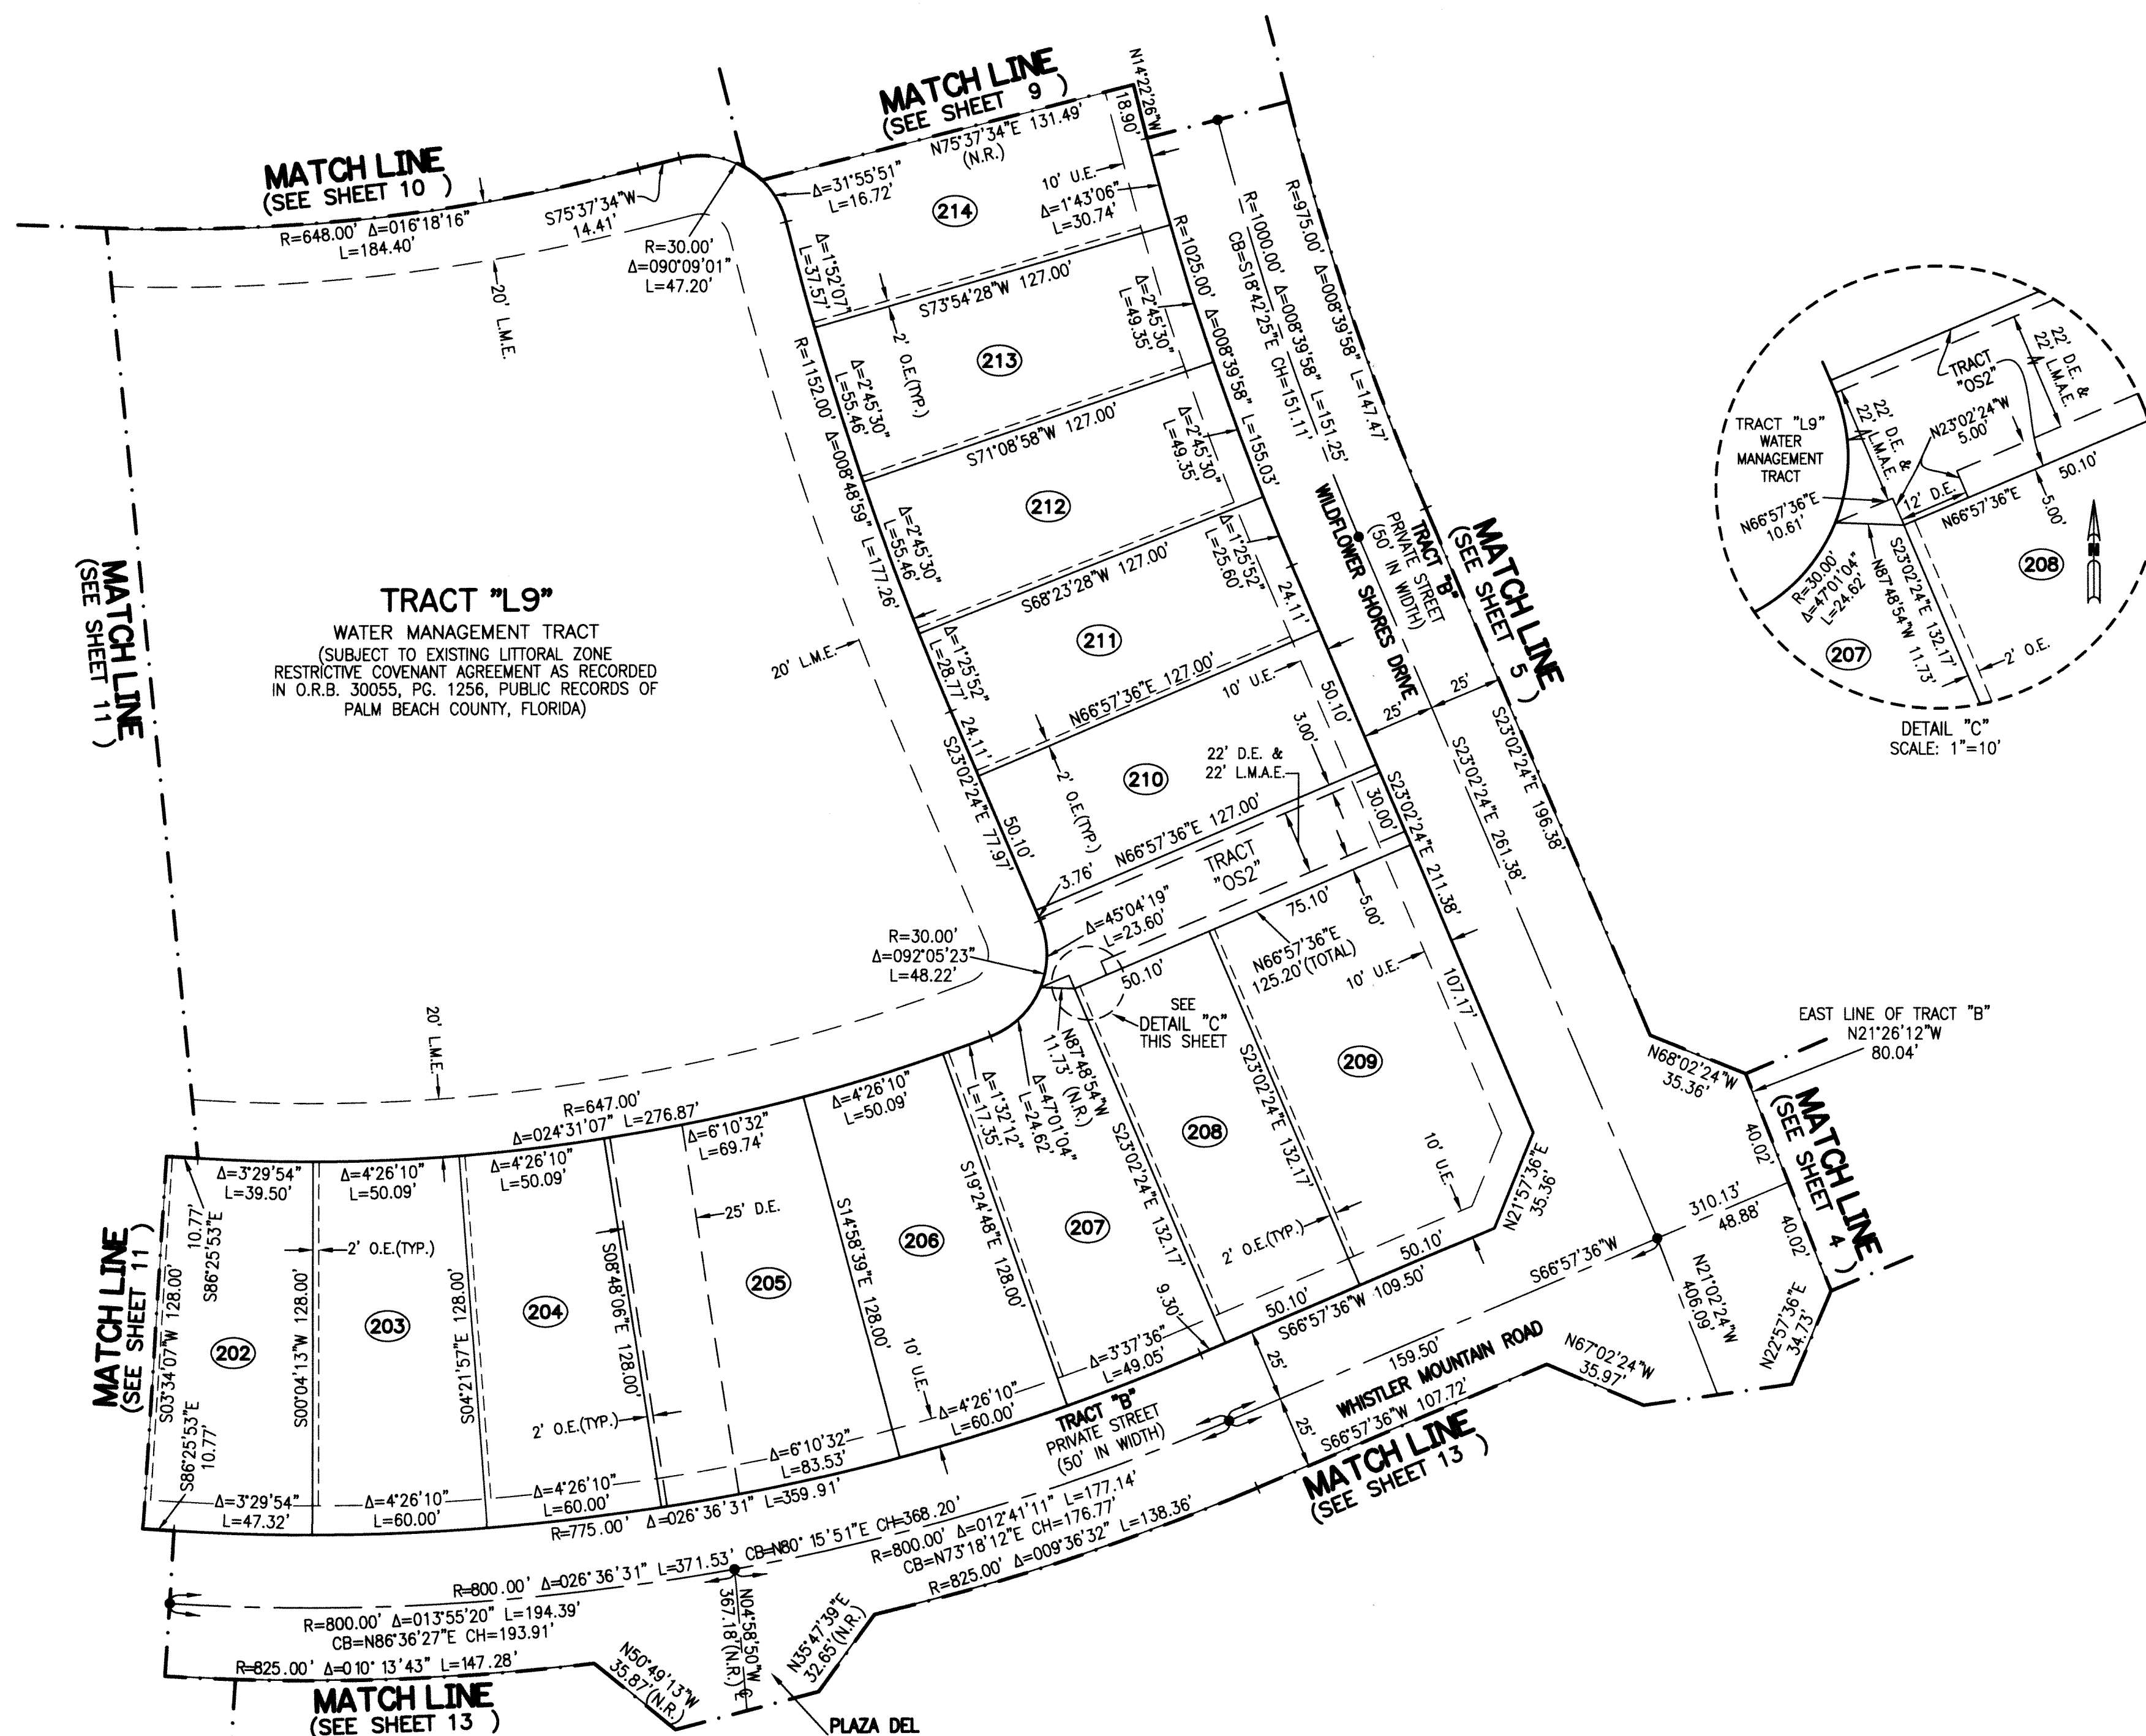 MATCH LINE
(SEE SHEET 9 )
N75°37'34"E 131.49'
(N.R.)
18.90'
N14°22'26"W
MATCH LINE
(SEE SHEET 10 )
R=648.00' Δ=016°18'16"
L=184.40'
S75°37'34"W
14.41'
20' L.M.E.
R=30.00'
Δ=090°09'01"
L=47.20'
Δ=31°55'51"
L=16.72'
10' U.E.
Δ=1°43'06"
L=30.74'
214
Δ=1°52'07"
L=37.57'
S73°54'28"W 127.00'
2' O.E.(TYP.)
R=1025.00' Δ=008°39'58" L=155.03'
R=1000.00' Δ=008°39'58" L=151.25'
CB=S18°42'25"E CH=151.11'
R=975.00' Δ=008°39'58" L=147.47'
Δ=2°45'30"
L=49.35'
213
R=1152.00' Δ=008°48'59" L=177.26'
Δ=2°45'30"
L=55.46'
S71°08'58"W 127.00'
Δ=2°45'30"
L=49.35'
212
Δ=2°45'30"
L=55.46'
S68°23'28"W 127.00'
Δ=1°25'52"
L=25.60'
24.11'
211
Δ=1°25'52"
L=28.77'
24.11'
N66°57'36"E 127.00'
10' U.E.
50.10'
3.00'
20' L.M.E.
S23°02'24"E 77.97'
50.10'
2' O.E.(TYP.)
210
22' D.E. &
22' L.M.A.E.
N66°57'36"E 127.00'
30.00'
3.76'
TRACT
"OS2"
WILDFLOWER SHORES DRIVE
TRACT "B"
PRIVATE STREET
(50' IN WIDTH)
MATCH LINE
(SEE SHEET 5 )
25'
25'
S23°02'24"E 211.38'
S23°02'24"E 261.38'
S23°02'24"E 196.38'
MATCH LINE
(SEE SHEET 11 )
TRACT "L9"
WATER MANAGEMENT TRACT
(SUBJECT TO EXISTING LITTORAL ZONE
RESTRICTIVE COVENANT AGREEMENT AS RECORDED
IN O.R.B. 30055, PG. 1256, PUBLIC RECORDS OF
PALM BEACH COUNTY, FLORIDA)
TRACT "L9"
WATER
MANAGEMENT
TRACT
TRACT
"OS2"
22' D.E. &
22' L.M.A.E.
22' D.E. &
22' L.M.A.E.
N23°02'24"W
5.00'
12' D.E.
50.10'
N66°57'36"E
5.00'
N66°57'36"E
10.61'
R=30.00'
Δ=47°01'04"
L=24.62'
N87°48'54"W 11.73'
S23°02'24"E 132.17'
2' O.E.
N
207
208
DETAIL "C"
SCALE: 1"=10'
R=30.00'
Δ=092°05'23"
L=48.22'
Δ=45°04'19"
L=23.60'
75.10'
5.00'
50.10'
N66°57'36"E
125.20'(TOTAL)
10' U.E.
107.17'
SEE
DETAIL "C"
THIS SHEET
N87°48'54"W
11.73' (N.R.)
Δ=47°01'04"
L=24.62'
Δ=1°32'12"
L=17.35'
S23°02'24"E 132.17'
S23°02'24"E 132.17'
209
208
207
10' U.E.
N21°57'36"E
35.36'
2' O.E.(TYP.)
50.10'
50.10'
9.30'
S66°57'36"W 109.50'
20' L.M.E.
R=647.00'
Δ=024°31'07" L=276.87'
Δ=3°29'54"
L=39.50'
Δ=4°26'10"
L=50.09'
Δ=4°26'10"
L=50.09'
Δ=6°10'32"
L=69.74'
Δ=4°26'10"
L=50.09'
MATCH LINE
(SEE SHEET 11 )
10.77'
S86°25'53"E
S03°34'07"W 128.00'
S86°25'53"E
10.77'
202
S00°04'13"W 128.00'
2' O.E.(TYP.)
203
S04°21'57"E 128.00'
204
S08°48'06"E 128.00'
2' O.E.(TYP.)
25' D.E.
205
S14°58'39"E 128.00'
206
10' U.E.
S19°24'48"E 128.00'
Δ=3°29'54"
L=47.32'
Δ=4°26'10"
L=60.00'
Δ=4°26'10"
L=60.00'
Δ=6°10'32"
L=83.53'
Δ=4°26'10"
L=60.00'
Δ=3°37'36"
L=49.05'
R=775.00' Δ=026°36'31" L=359.91'
TRACT "B"
PRIVATE STREET
(50' IN WIDTH)
25'
25'
159.50'
WHISTLER MOUNTAIN ROAD
S66°57'36"W 107.72'
S66°57'36"W
MATCH LINE
(SEE SHEET 13 )
N67°02'24"W
35.97'
N21°02'24"W
406.09'
N22°57'36"E
34.73'
310.13'
48.88'
N68°02'24"W
35.36'
EAST LINE OF TRACT "B"
N21°26'12"W
80.04'
40.02'
40.02'
MATCH LINE
(SEE SHEET 4 )
R=800.00' Δ=026°36'31" L=371.53' CB=N80°15'51"E CH=368.20'
R=800.00' Δ=012°41'11" L=177.14'
CB=N73°18'12"E CH=176.77'
R=825.00' Δ=009°36'32" L=138.36'
R=800.00' Δ=013°55'20" L=194.39'
CB=N86°36'27"E CH=193.91'
R=825.00' Δ=010°13'43" L=147.28'
MATCH LINE
(SEE SHEET 13 )
N50°49'13"W
35.87'(N.R.)
N04°58'50"W ℄
367.18'(N.R.)
N35°47'39"E
32.65'(N.R.)
PLAZA DEL